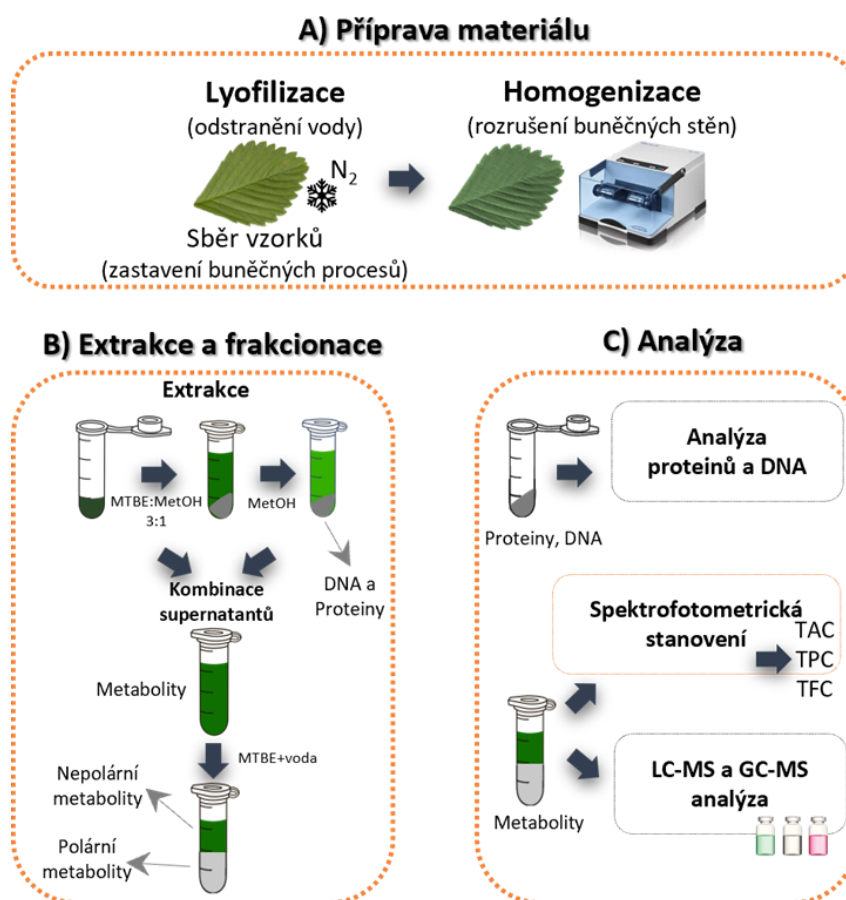 A) Příprava materiálu
Lyofilizace
(odstranění vody)
N₂
Sběr vzorků
(zastavení buněčných procesů)
Homogenizace
(rozrušení buněčných stěn)
B) Extrakce a frakcionace
Extrakce
MTBE:MetOH
3:1
MetOH
DNA a
Proteiny
Kombinace
supernatantů
Metabolity
MTBE+voda
Nepolární
metabolity
Polární
metabolity
C) Analýza
Analýza
proteinů a DNA
Proteiny, DNA
Spektrofotometrická
stanovení
TAC
TPC
TFC
LC-MS a GC-MS
analýza
Metabolity